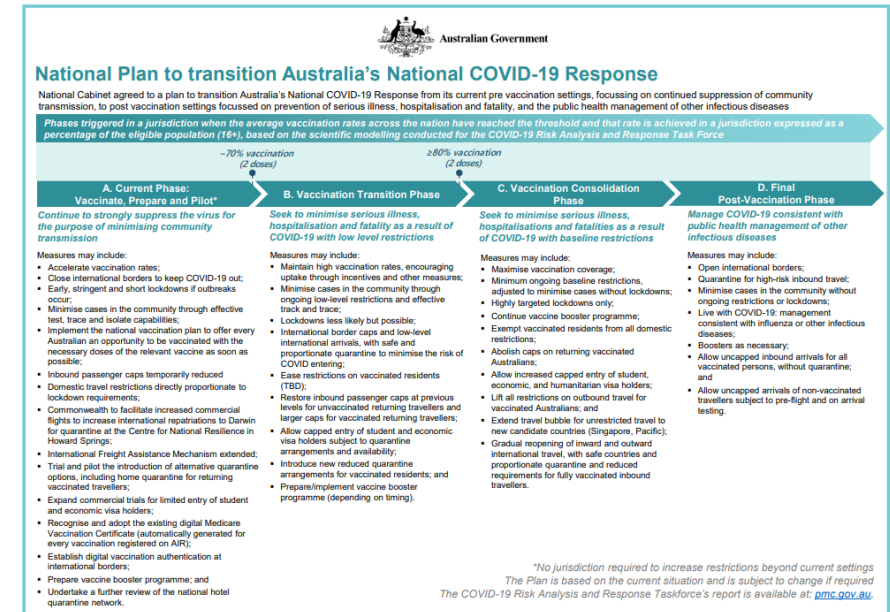 Australian Government
National Plan to transition Australia's National COVID-19 Response
National Cabinet agreed to a plan to transition Australia's National COVID-19 Response from its current pre vaccination settings, focussing on continued suppression of community
transmission, to post vaccination settings focussed on prevention of serious illness, hospitalisation and fatality, and the public health management of other infectious diseases
Phases triggered in a jurisdiction when the average vaccination rates across the nation have reached the threshold and that rate is achieved in a jurisdiction expressed as a
percentage of the eligible population (16+), based on the scientific modelling conducted for the COVID-19 Risk Analysis and Response Task Force
~70% vaccination
(2 doses)
≥80% vaccination
(2 doses)
A. Current Phase:
Vaccinate, Prepare and Pilot*
Continue to strongly suppress the virus for
the purpose of minimising community
transmission
Measures may include:
▪ Accelerate vaccination rates;
▪ Close international borders to keep COVID-19 out;
▪ Early, stringent and short lockdowns if outbreaks
occur;
▪ Minimise cases in the community through effective
test, trace and isolate capabilities;
▪ Implement the national vaccination plan to offer every
Australian an opportunity to be vaccinated with the
necessary doses of the relevant vaccine as soon as
possible;
▪ Inbound passenger caps temporarily reduced
▪ Domestic travel restrictions directly proportionate to
lockdown requirements;
▪ Commonwealth to facilitate increased commercial
flights to increase international repatriations to Darwin
for quarantine at the Centre for National Resilience in
Howard Springs;
▪ International Freight Assistance Mechanism extended;
▪ Trial and pilot the introduction of alternative quarantine
options, including home quarantine for returning
vaccinated travellers;
▪ Expand commercial trials for limited entry of student
and economic visa holders;
▪ Recognise and adopt the existing digital Medicare
Vaccination Certificate (automatically generated for
every vaccination registered on AIR);
▪ Establish digital vaccination authentication at
international borders;
▪ Prepare vaccine booster programme; and
▪ Undertake a further review of the national hotel
quarantine network.
B. Vaccination Transition Phase
Seek to minimise serious illness,
hospitalisation and fatality as a result of
COVID-19 with low level restrictions
Measures may include:
▪ Maintain high vaccination rates, encouraging
uptake through incentives and other measures;
▪ Minimise cases in the community through
ongoing low-level restrictions and effective
track and trace;
▪ Lockdowns less likely but possible;
▪ International border caps and low-level
international arrivals, with safe and
proportionate quarantine to minimise the risk of
COVID entering;
▪ Ease restrictions on vaccinated residents
(TBD);
▪ Restore inbound passenger caps at previous
levels for unvaccinated returning travellers and
larger caps for vaccinated returning travellers;
▪ Allow capped entry of student and economic
visa holders subject to quarantine
arrangements and availability;
▪ Introduce new reduced quarantine
arrangements for vaccinated residents; and
▪ Prepare/implement vaccine booster
programme (depending on timing).
C. Vaccination Consolidation
Phase
Seek to minimise serious illness,
hospitalisations and fatalities as a result
of COVID-19 with baseline restrictions
Measures may include:
▪ Maximise vaccination coverage;
▪ Minimum ongoing baseline restrictions,
adjusted to minimise cases without lockdowns;
▪ Highly targeted lockdowns only;
▪ Continue vaccine booster programme;
▪ Exempt vaccinated residents from all domestic
restrictions;
▪ Abolish caps on returning vaccinated
Australians;
▪ Allow increased capped entry of student,
economic, and humanitarian visa holders;
▪ Lift all restrictions on outbound travel for
vaccinated Australians; and
▪ Extend travel bubble for unrestricted travel to
new candidate countries (Singapore, Pacific);
▪ Gradual reopening of inward and outward
international travel, with safe countries and
proportionate quarantine and reduced
requirements for fully vaccinated inbound
travellers.
D. Final
Post-Vaccination Phase
Manage COVID-19 consistent with
public health management of other
infectious diseases
Measures may include:
▪ Open international borders;
▪ Quarantine for high-risk inbound travel;
▪ Minimise cases in the community without
ongoing restrictions or lockdowns;
▪ Live with COVID-19: management
consistent with influenza or other infectious
diseases;
▪ Boosters as necessary;
▪ Allow uncapped inbound arrivals for all
vaccinated persons, without quarantine;
and
▪ Allow uncapped arrivals of non-vaccinated
travellers subject to pre-flight and on arrival
testing.
*No jurisdiction required to increase restrictions beyond current settings
The Plan is based on the current situation and is subject to change if required
The COVID-19 Risk Analysis and Response Taskforce's report is available at: pmc.gov.au.